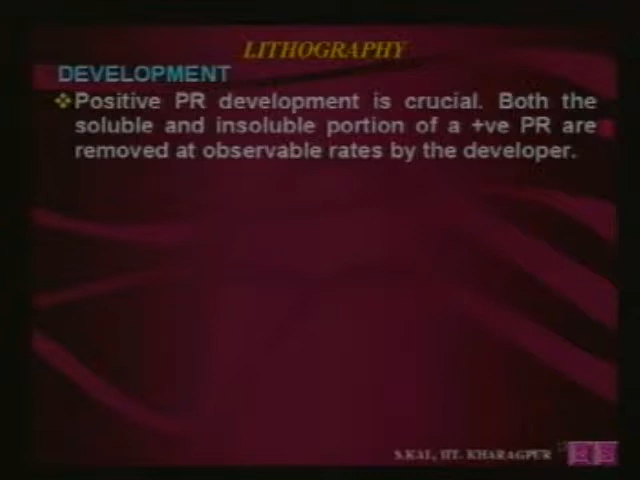 LITHOGRAPHY
DEVELOPMENT
❖Positive PR development is crucial. Both the
soluble and insoluble portion of a +ve PR are
removed at observable rates by the developer.
S.KAL, IIT- KHARAGPUR